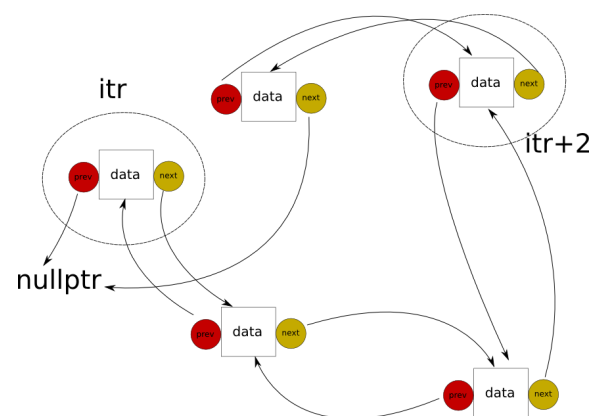 itr
prev data next
prev data next
itr+2
prev data next
nullptr
prev data next
prev data next